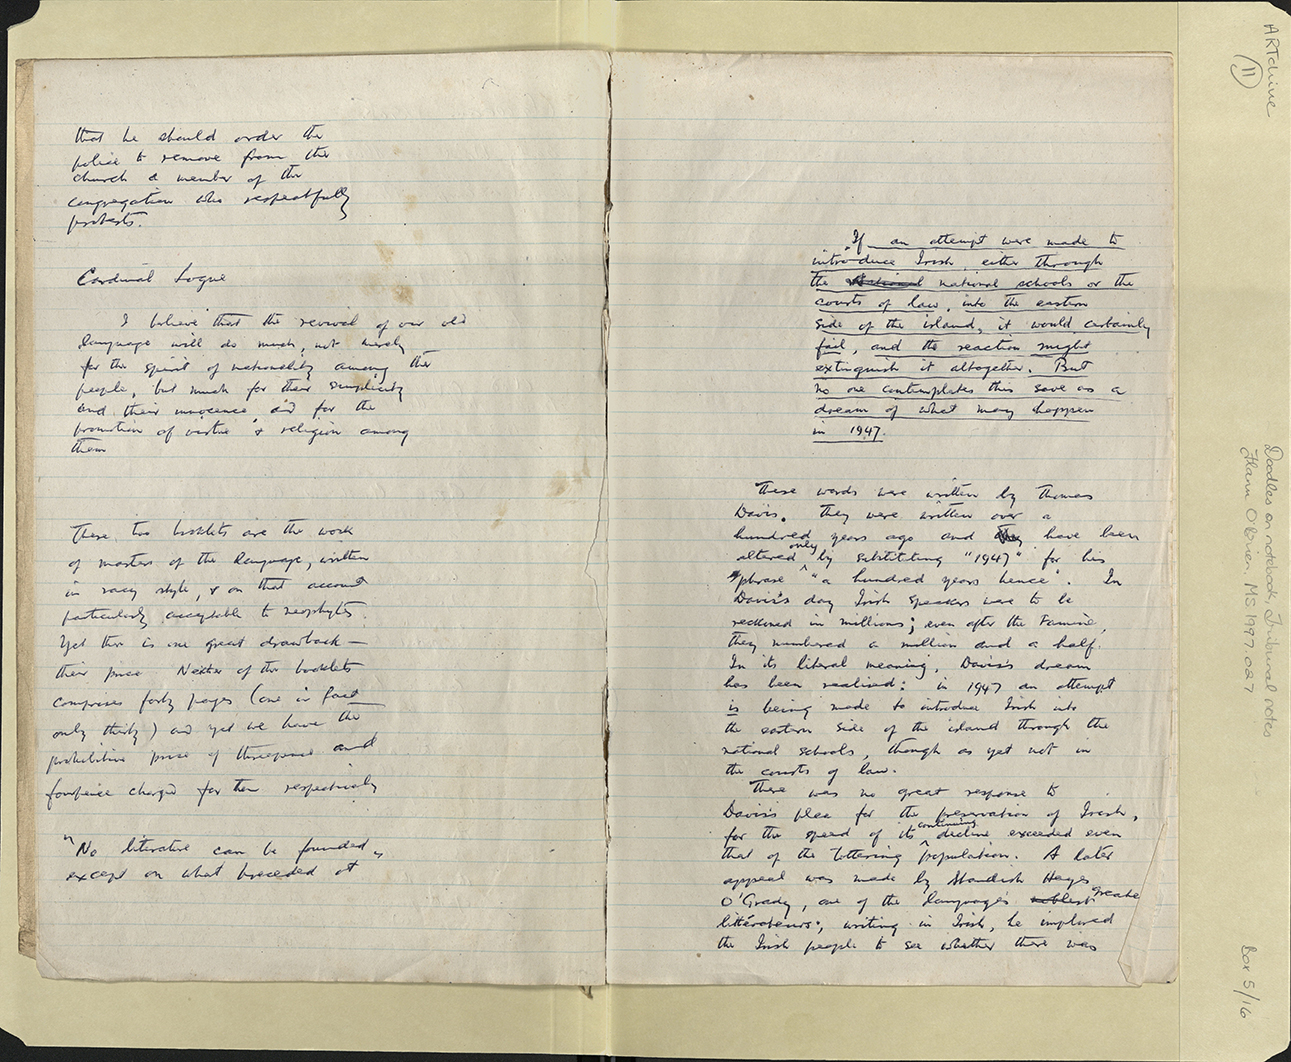 that he should order the
police to remove from the
church a member of the
congregation who respectfully
protests.
Cardinal Logue
I believe that the revival of our old
language will do much, not merely
for the spirit of nationality among the
people, but much for their simplicity
and their innocence and for the
promotion of virtue & religion among
them
These two booklets are the work
of masters of the language, written
in racy style, & on that account
particularly acceptable to neophytes.
Yet there is one great drawback —
their price Neither of the booklets
comprises forty pages (one in fact
only thirty) and yet we have the
prohibitive price of threepence and
fourpence charged for them respectively
"No literature can be founded
except on what preceded it
"If an attempt were made to
introduce Irish, either through
the national national schools or the
courts of law, into the eastern
side of the island, it would certainly
fail, and the reaction might
extinguish it altogether. But
no one contemplates this save as a
dream of what may happen
in 1947.
These words were written by Thomas
Davis. They were written over a
hundred years ago and they have been
altered only by substituting "1947" for his
phrase "a hundred years hence". In
Davis's day Irish speakers were to be
reckoned in millions; even after the Famine,
they numbered a million and a half.
In its literal meaning, Davis's dream
has been realised: in 1947 an attempt
is being made to introduce Irish into
the eastern side of the island through the
national schools, though as yet not in
the courts of law.
There was no great response to
Davis's plea for the preservation of Irish,
for the speed of its continuing decline exceeded even
that of the tottering population. A later
appeal was made by Standish Hayes
O'Grady, one of the language's noblest greatest
littérateurs; writing in Irish, he implored
the Irish people to see whether there was
ARTchive
11
Doodles on notebook, Tribunal notes
Flann O'Brien. MS.1997.027
Box 5/16